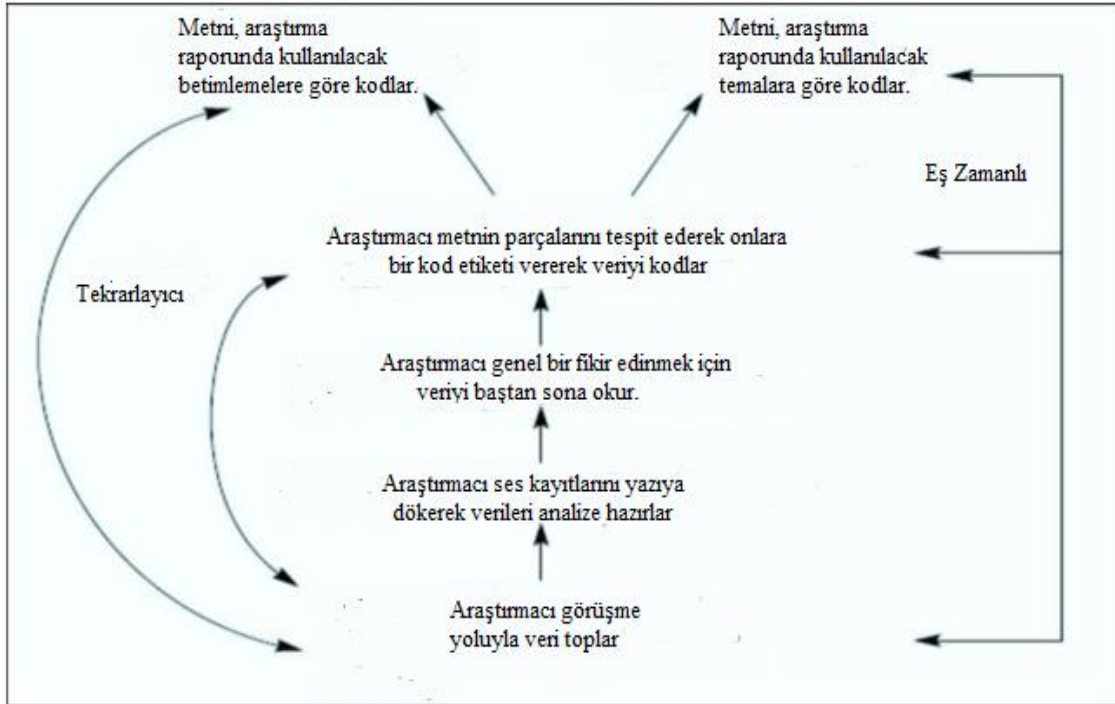 Metni, araştırma
raporunda kullanılacak
betimlemelere göre kodlar.
Metni, araştırma
raporunda kullanılacak
temalara göre kodlar.
Eş Zamanlı
Araştırmacı metnin parçalarını tespit ederek onlara
bir kod etiketi vererek veriyi kodlar
Tekrarlayıcı
Araştırmacı genel bir fikir edinmek için
veriyi baştan sona okur.
Araştırmacı ses kayıtlarını yazıya
dökerek verileri analize hazırlar
Araştırmacı görüşme
yoluyla veri toplar